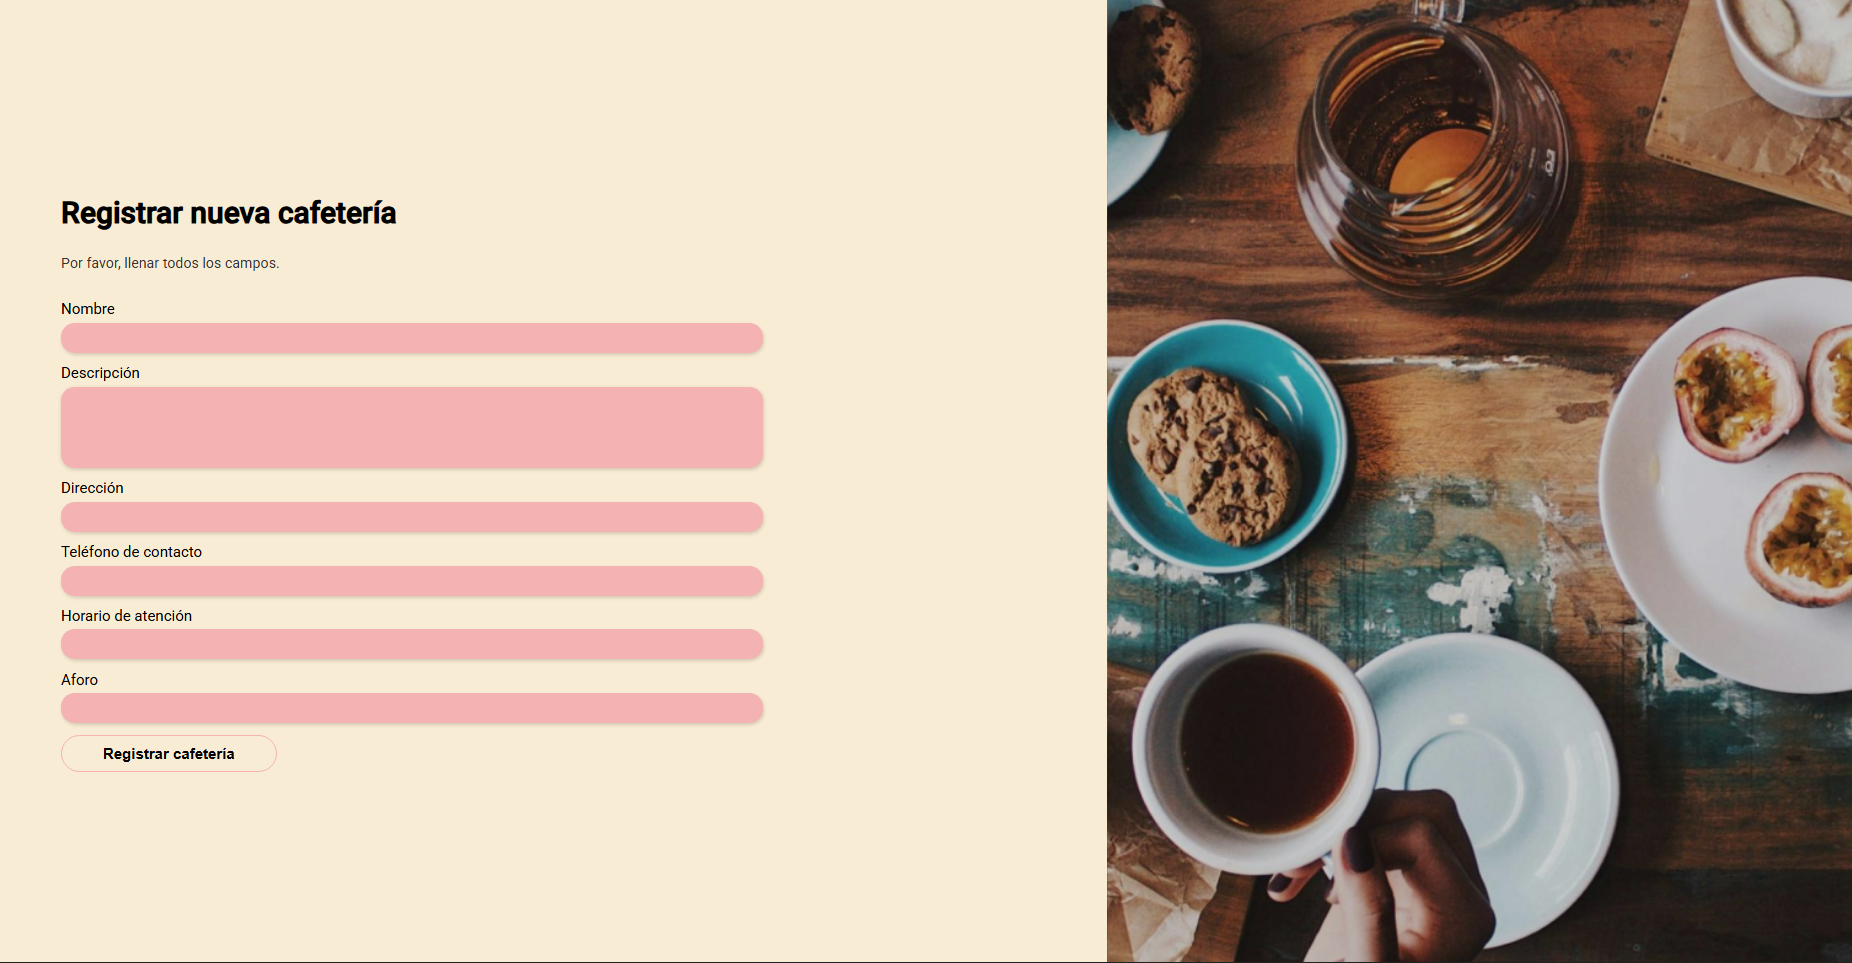 Registrar nueva cafetería
Por favor, llenar todos los campos.
Nombre
Descripción
Dirección
Teléfono de contacto
Horario de atención
Aforo
Registrar cafetería